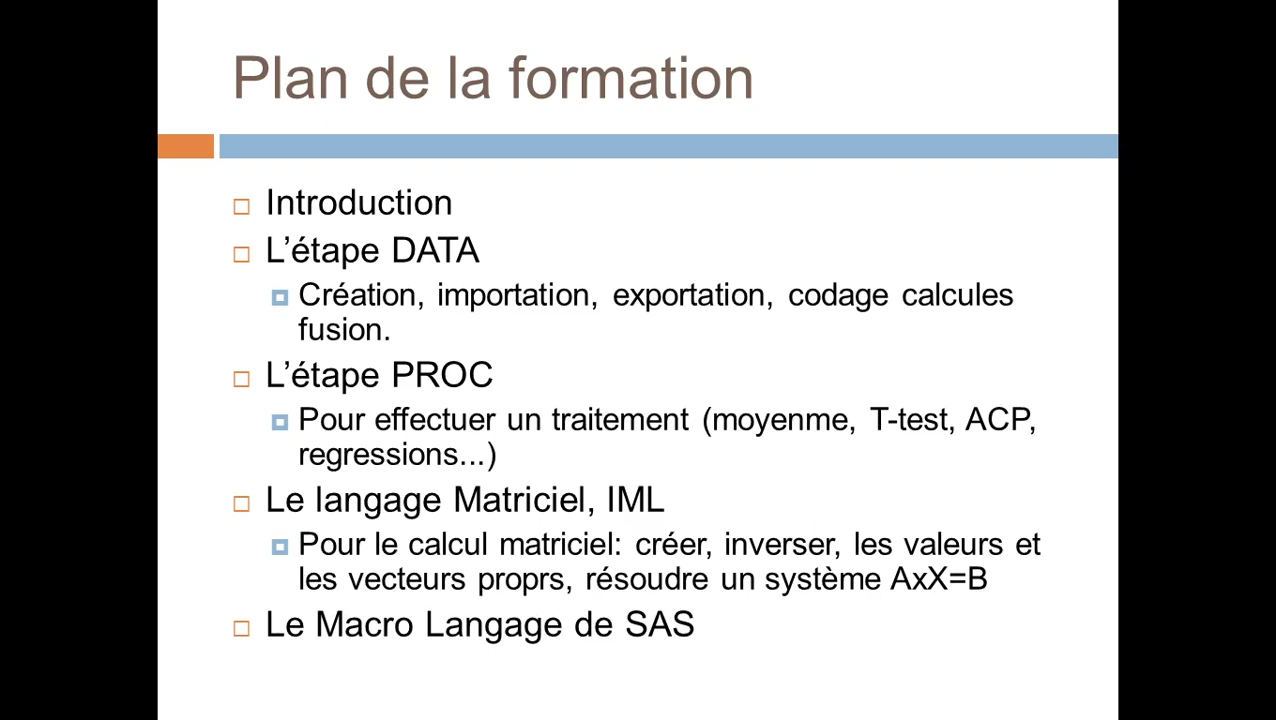 Plan de la formation
Introduction
L’étape DATA
Création, importation, exportation, codage calcules
fusion.
L’étape PROC
Pour effectuer un traitement (moyenme, T-test, ACP,
regressions...)
Le langage Matriciel, IML
Pour le calcul matriciel: créer, inverser, les valeurs et
les vecteurs proprs, résoudre un système AxX=B
Le Macro Langage de SAS